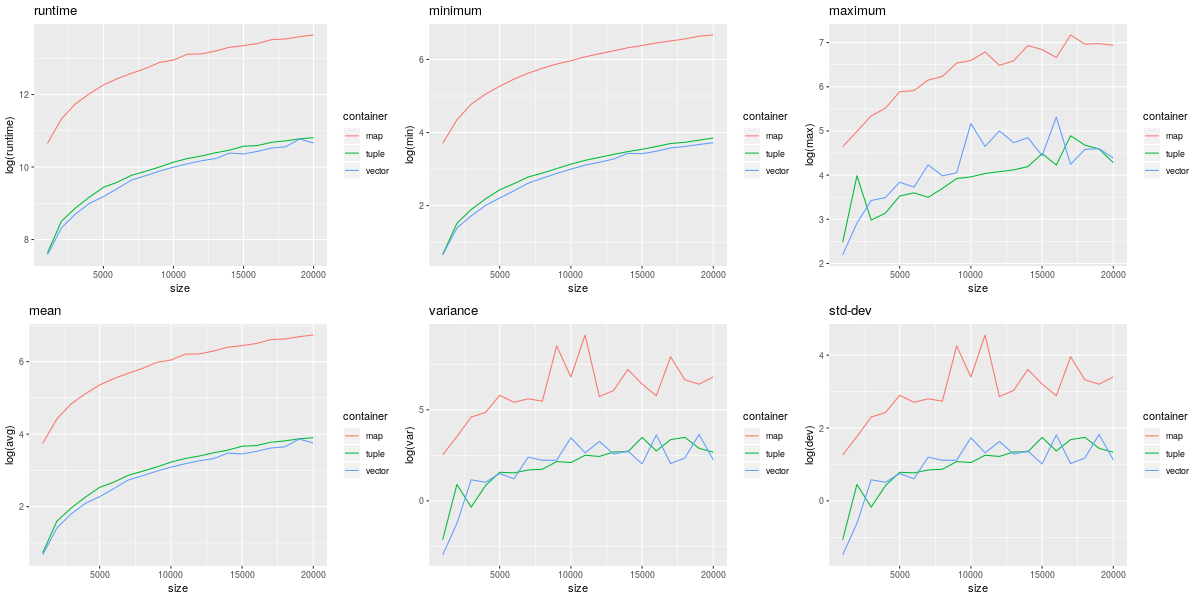 runtime
log(runtime)
12
10
8
5000 10000 15000 20000
size
container
map
tuple
vector
minimum
log(min)
6
4
2
5000 10000 15000 20000
size
container
map
tuple
vector
maximum
log(max)
7
6
5
4
3
2
5000 10000 15000 20000
size
container
map
tuple
vector
mean
log(avg)
6
4
2
5000 10000 15000 20000
size
container
map
tuple
vector
variance
log(var)
5
0
5000 10000 15000 20000
size
container
map
tuple
vector
std-dev
log(dev)
4
2
0
5000 10000 15000 20000
size
container
map
tuple
vector